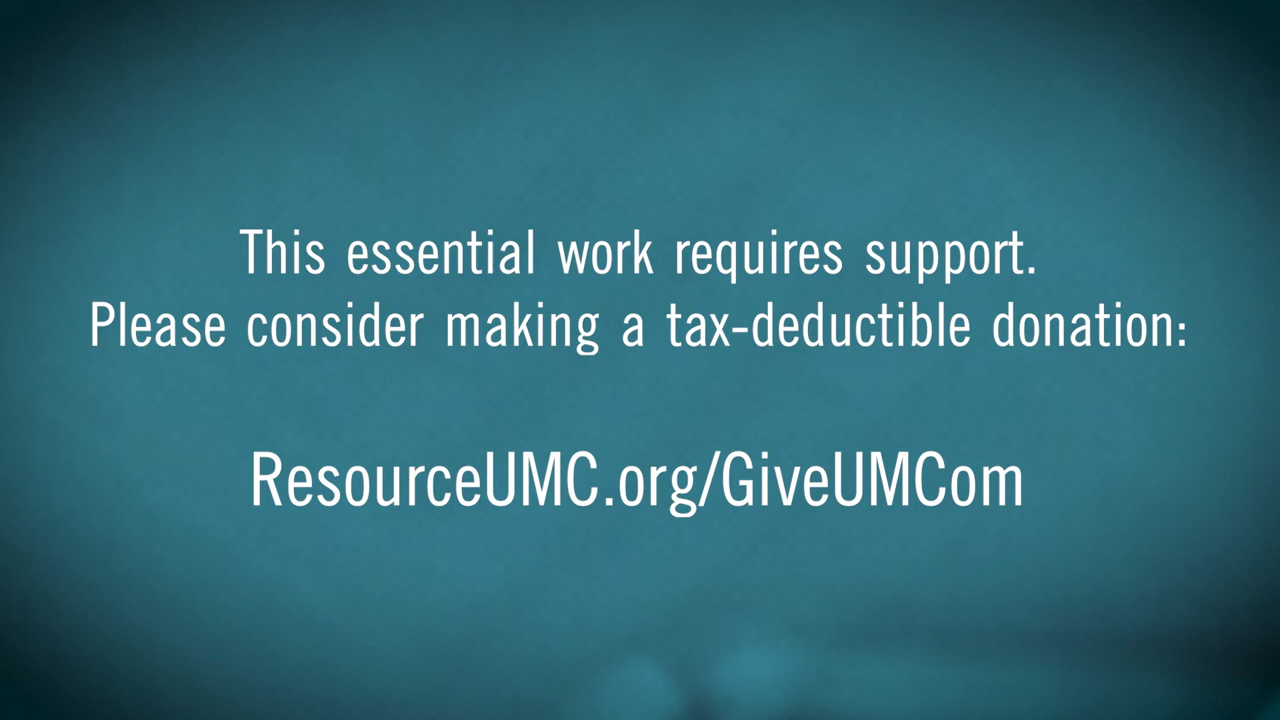 This essential work requires support.
Please consider making a tax-deductible donation:
ResourceUMC.org/GiveUMCom